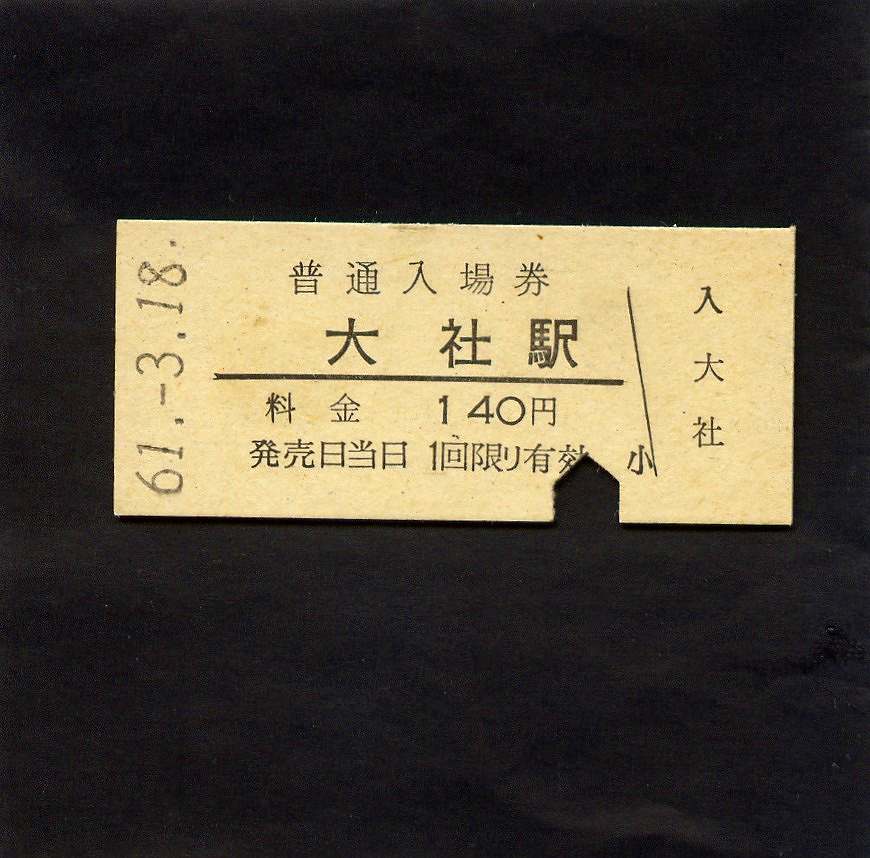 61.-3.18.
普通入場券
大社駅
料金 140円
発売日当日 1回限り有効 小
入
大
社